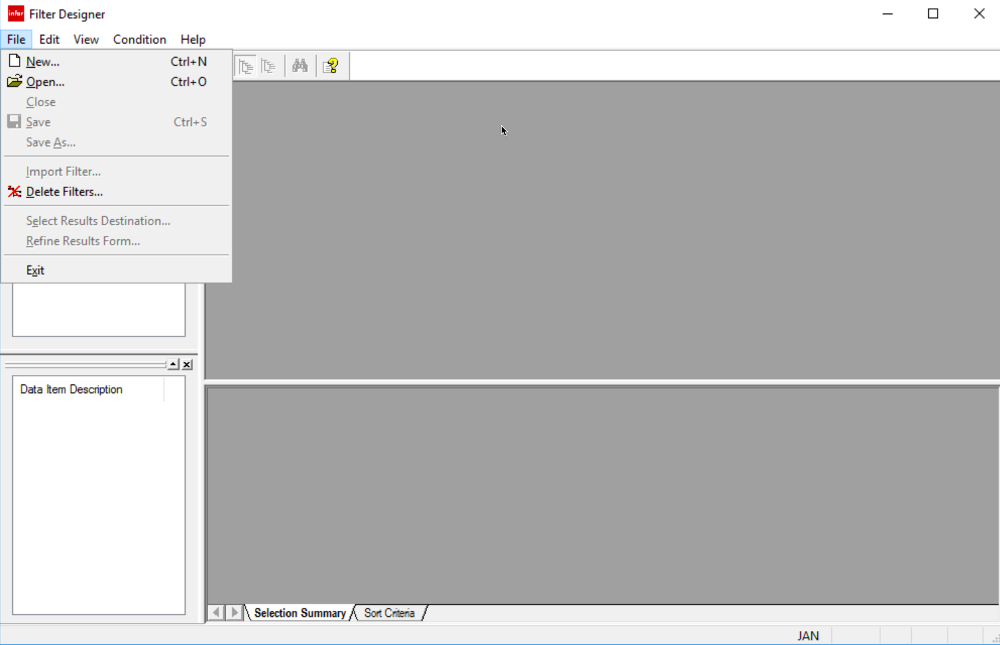 infor Filter Designer
File Edit View Condition Help
New... Ctrl+N
Open... Ctrl+O
Close
Save Ctrl+S
Save As...
Import Filter...
Delete Filters...
Select Results Destination...
Refine Results Form...
Exit
Data Item Description
Selection Summary Sort Criteria
JAN